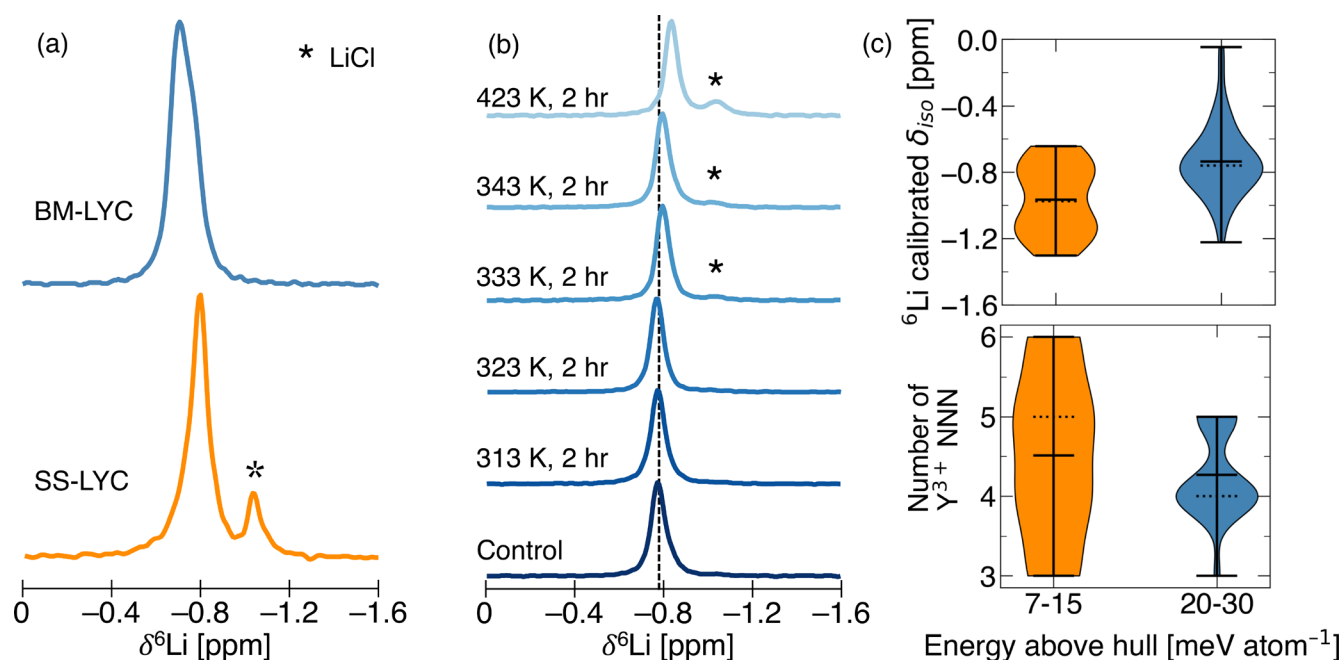 (a)
* LiCl
BM-LYC
SS-LYC
*
0 −0.4 −0.8 −1.2 −1.6
δ⁶Li [ppm]
(b)
423 K, 2 hr
*
343 K, 2 hr
*
333 K, 2 hr
*
323 K, 2 hr
313 K, 2 hr
Control
0 −0.4 −0.8 −1.2 −1.6
δ⁶Li [ppm]
(c)
⁶Li calibrated δiso [ppm]
0.0
−0.4
−0.8
−1.2
−1.6
Number of
Y³⁺ NNN
6
5
4
3
7-15 20-30
Energy above hull [meV atom⁻¹]